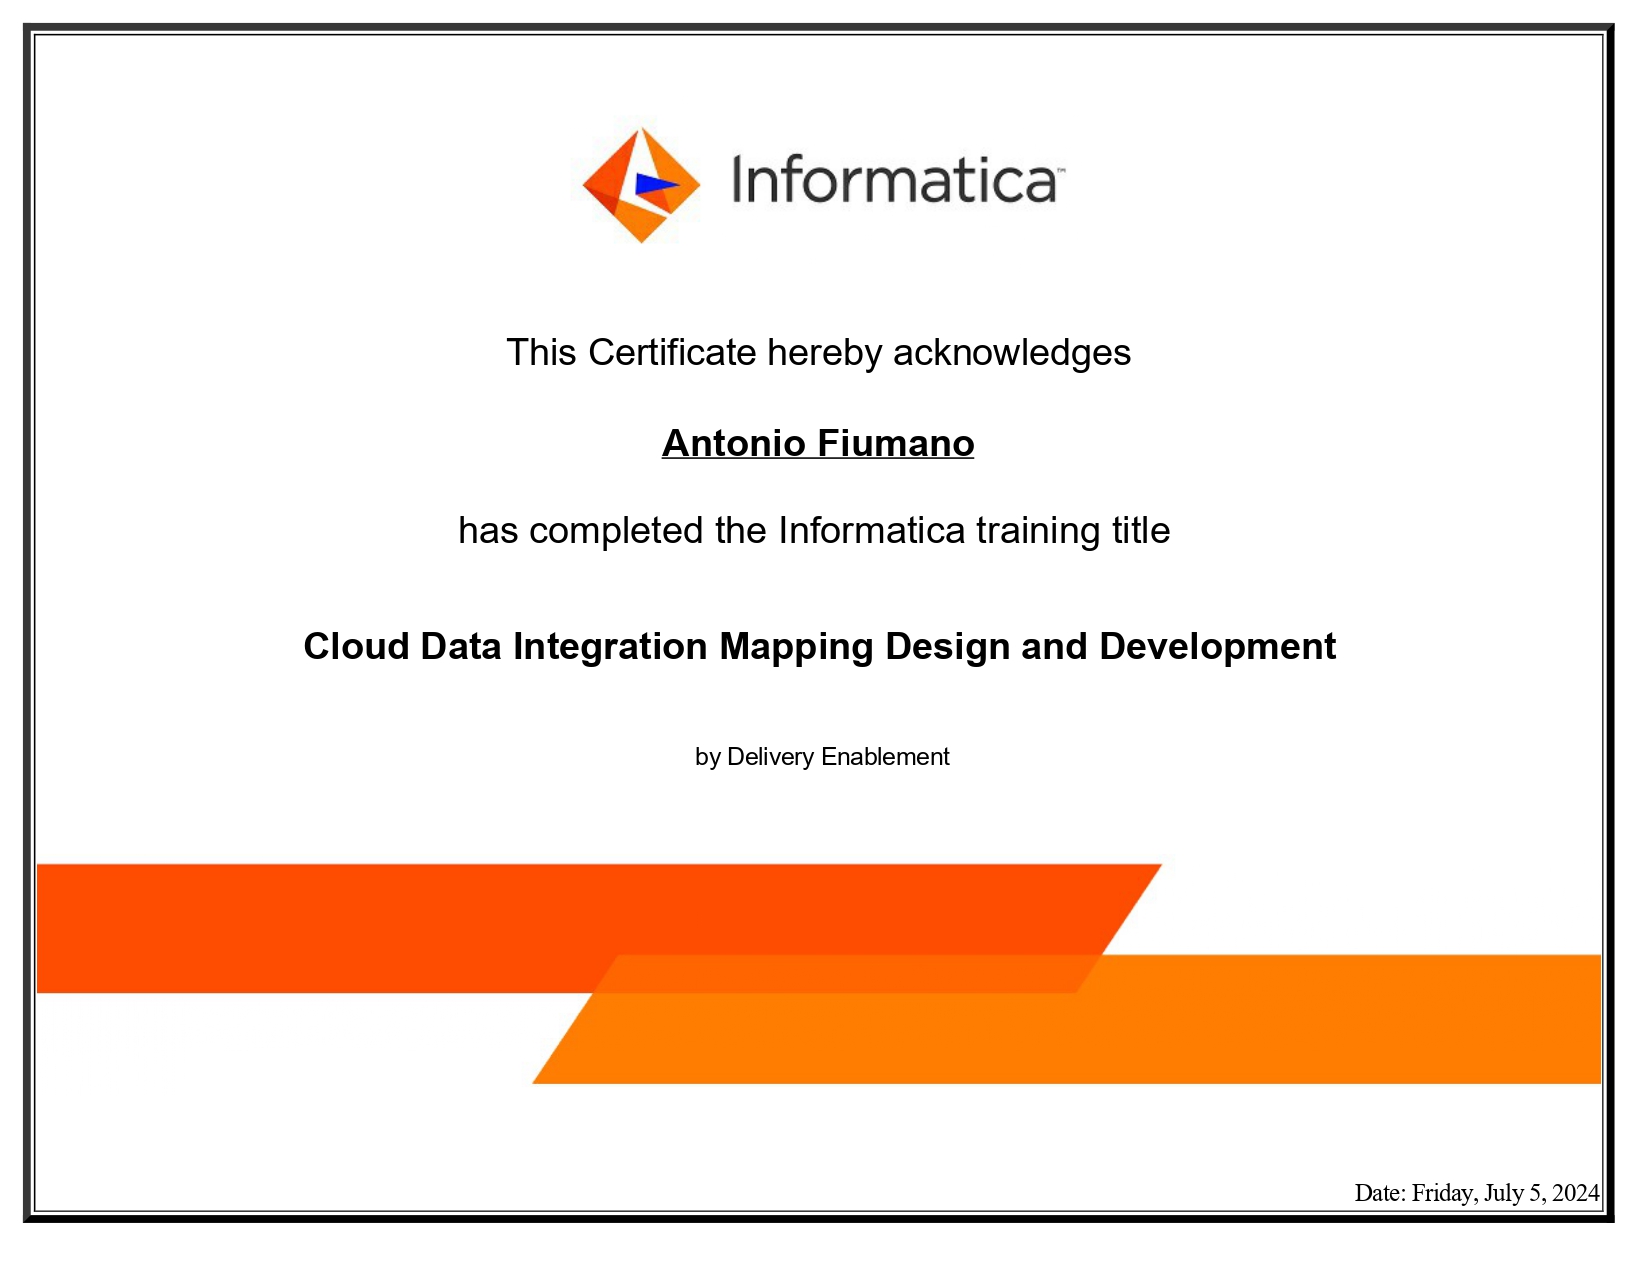 Informatica™
This Certificate hereby acknowledges
Antonio Fiumano
has completed the Informatica training title
Cloud Data Integration Mapping Design and Development
by Delivery Enablement
Date: Friday, July 5, 2024